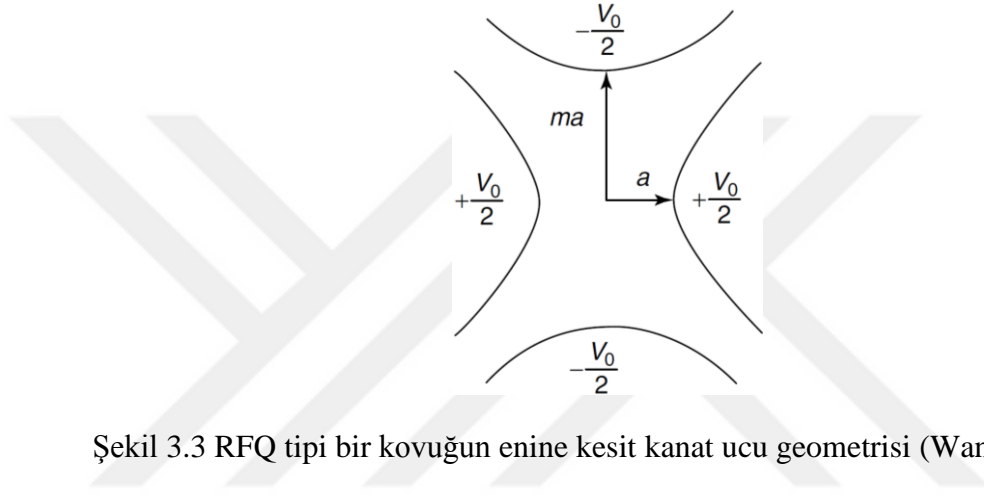 -V₀/2
ma
a
+V₀/2
+V₀/2
-V₀/2
Şekil 3.3 RFQ tipi bir kovuğun enine kesit kanat ucu geometrisi